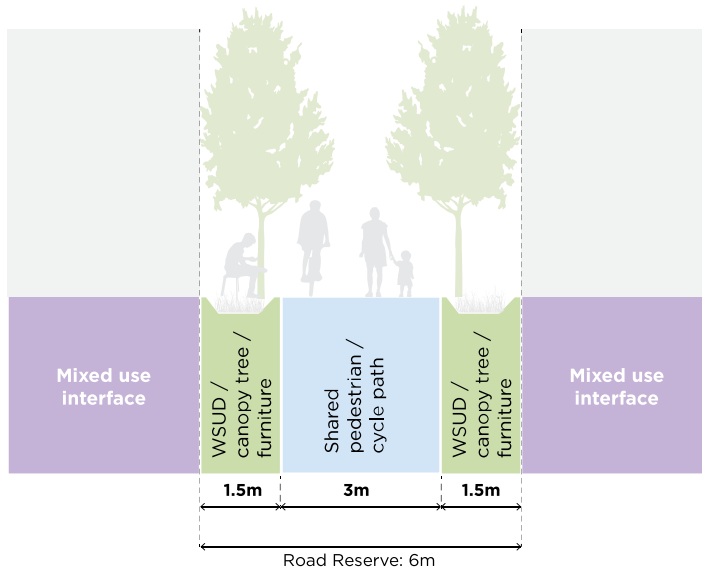 Mixed use
interface
WSUD /
canopy tree /
furniture
Shared
pedestrian /
cycle path
WSUD /
canopy tree /
furniture
Mixed use
interface
1.5m
3m
1.5m
Road Reserve: 6m